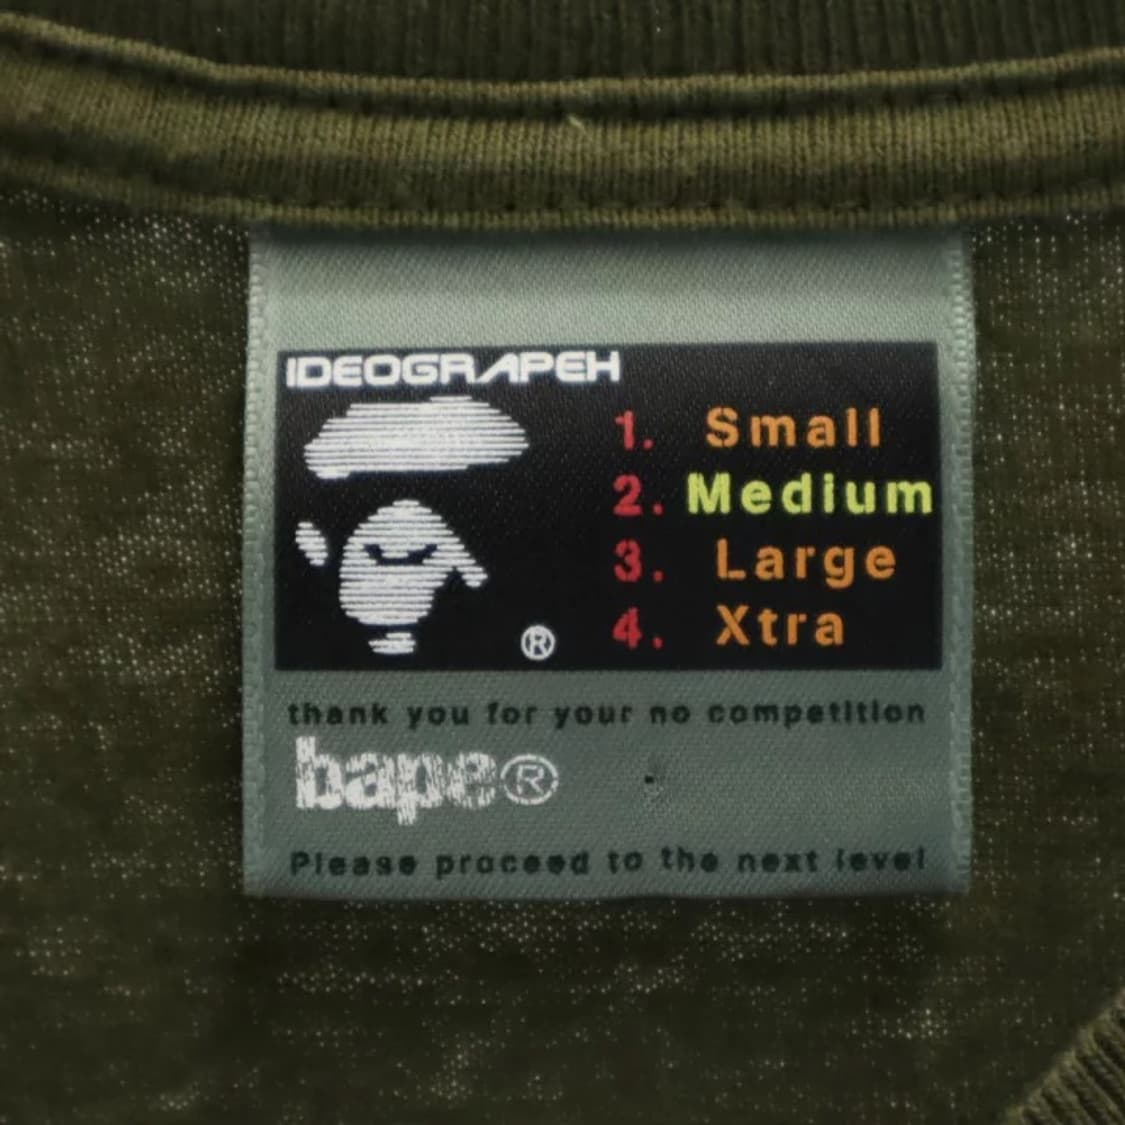 IDEOGRAPEH
1. Small
2. Medium
3. Large
4. Xtra
®
thank you for your no competition
bape®
Please proceed to the next level